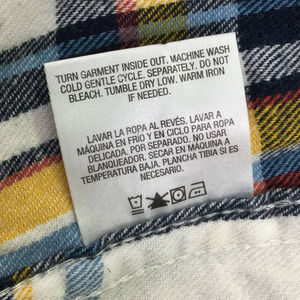 TURN GARMENT INSIDE OUT. MACHINE WASH
COLD GENTLE CYCLE. SEPARATELY. DO NOT
BLEACH. TUMBLE DRY LOW. WARM IRON
IF NEEDED.
LAVAR LA ROPA AL REVÉS. LAVAR A
MÁQUINA EN FRIO Y EN CICLO PARA ROPA
DELICADA, POR SEPARADO. NO USAR
BLANQUEADOR. SECAR EN MÁQUINA A
TEMPERATURA BAJA. PLANCHA TIBIA SI ES
NECESARIO.